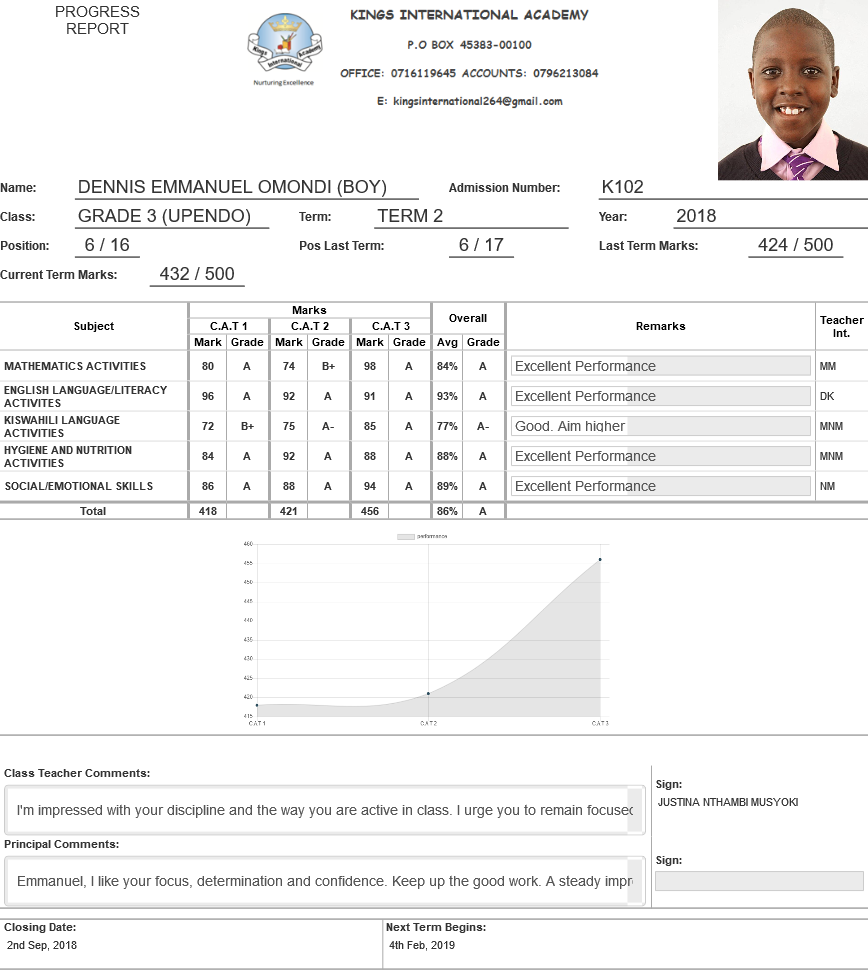 PROGRESS
REPORT
Kings International Academy
Nurturing Excellence
KINGS INTERNATIONAL ACADEMY
P.O BOX 45383-00100
OFFICE: 0716119645 ACCOUNTS: 0796213084
E: kingsinternational264@gmail.com
Name: DENNIS EMMANUEL OMONDI (BOY) Admission Number: K102
Class: GRADE 3 (UPENDO) Term: TERM 2 Year: 2018
Position: 6 / 16 Pos Last Term: 6 / 17 Last Term Marks: 424 / 500
Current Term Marks: 432 / 500
Subject Marks Overall Remarks Teacher Int.
C.A.T 1 C.A.T 2 C.A.T 3
Mark Grade Mark Grade Mark Grade Avg Grade
MATHEMATICS ACTIVITIES 80 A 74 B+ 98 A 84% A Excellent Performance MM
ENGLISH LANGUAGE/LITERACY ACTIVITES 96 A 92 A 91 A 93% A Excellent Performance DK
KISWAHILI LANGUAGE ACTIVITIES 72 B+ 75 A- 85 A 77% A- Good. Aim higher MNM
HYGIENE AND NUTRITION ACTIVITIES 84 A 92 A 88 A 88% A Excellent Performance MNM
SOCIAL/EMOTIONAL SKILLS 86 A 88 A 94 A 89% A Excellent Performance NM
Total 418 421 456 86% A
performance
460
455
450
445
440
435
430
425
420
415
CAT1 CAT2 CAT3
Class Teacher Comments:
I'm impressed with your discipline and the way you are active in class. I urge you to remain focused
Sign:
JUSTINA NTHAMBI MUSYOKI
Principal Comments:
Emmanuel, I like your focus, determination and confidence. Keep up the good work. A steady impr
Sign:
Closing Date: Next Term Begins:
2nd Sep, 2018 4th Feb, 2019